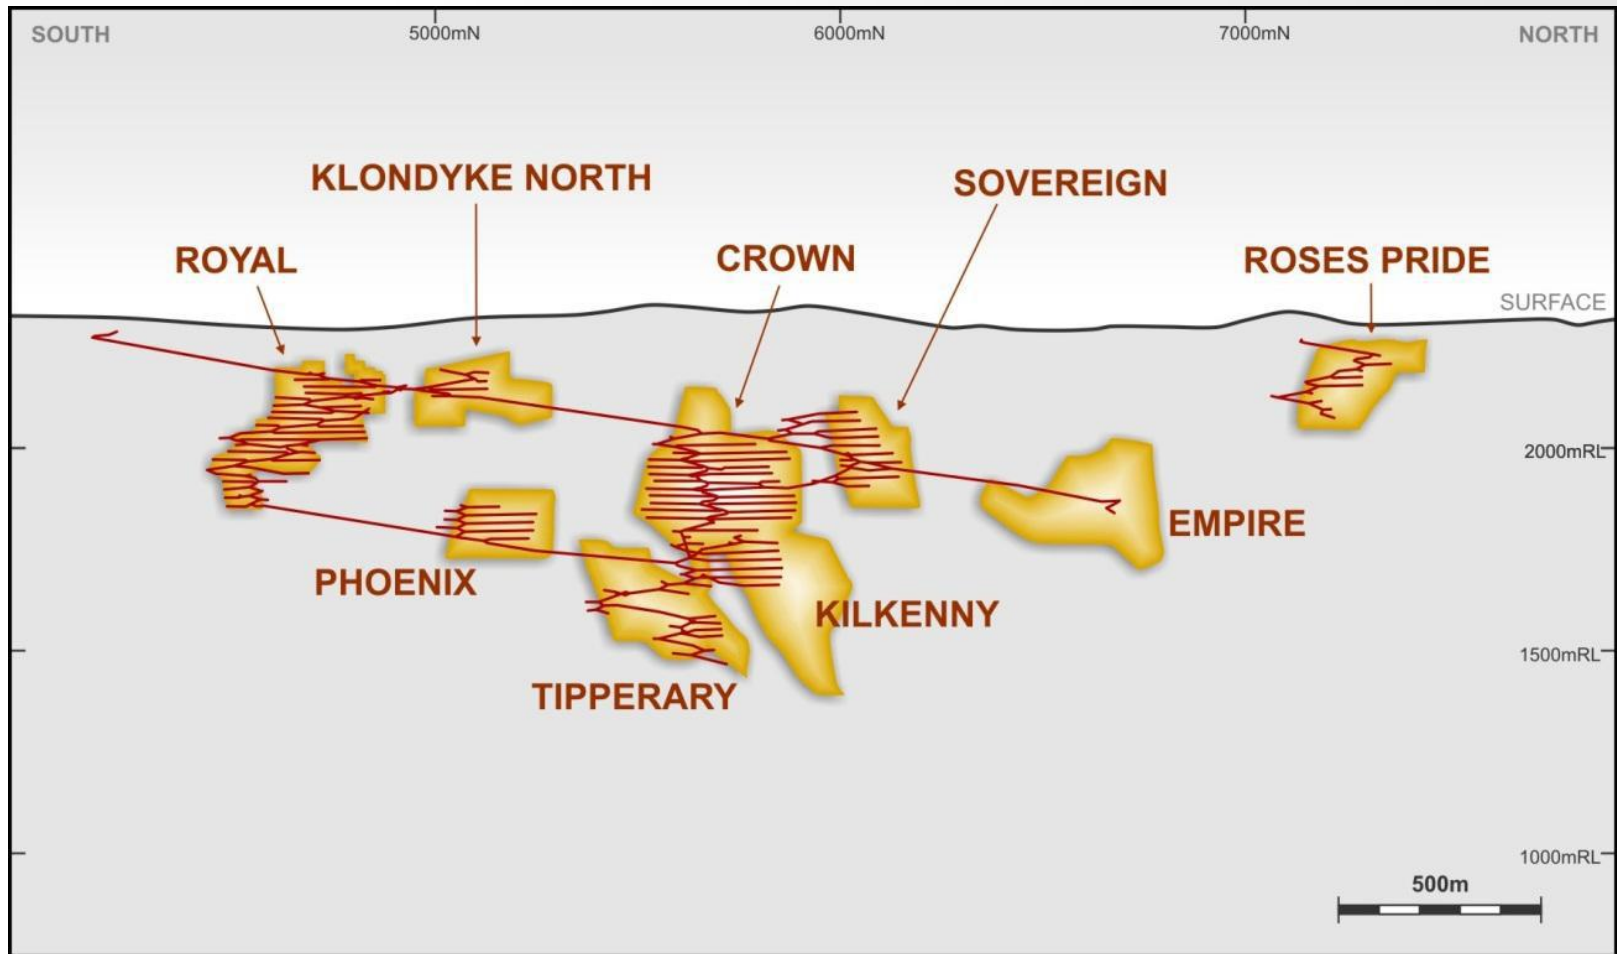 SOUTH
5000mN
6000mN
7000mN
NORTH
KLONDYKE NORTH
SOVEREIGN
ROYAL
CROWN
ROSES PRIDE
SURFACE
2000mRL
EMPIRE
PHOENIX
KILKENNY
1500mRL
TIPPERARY
1000mRL
500m